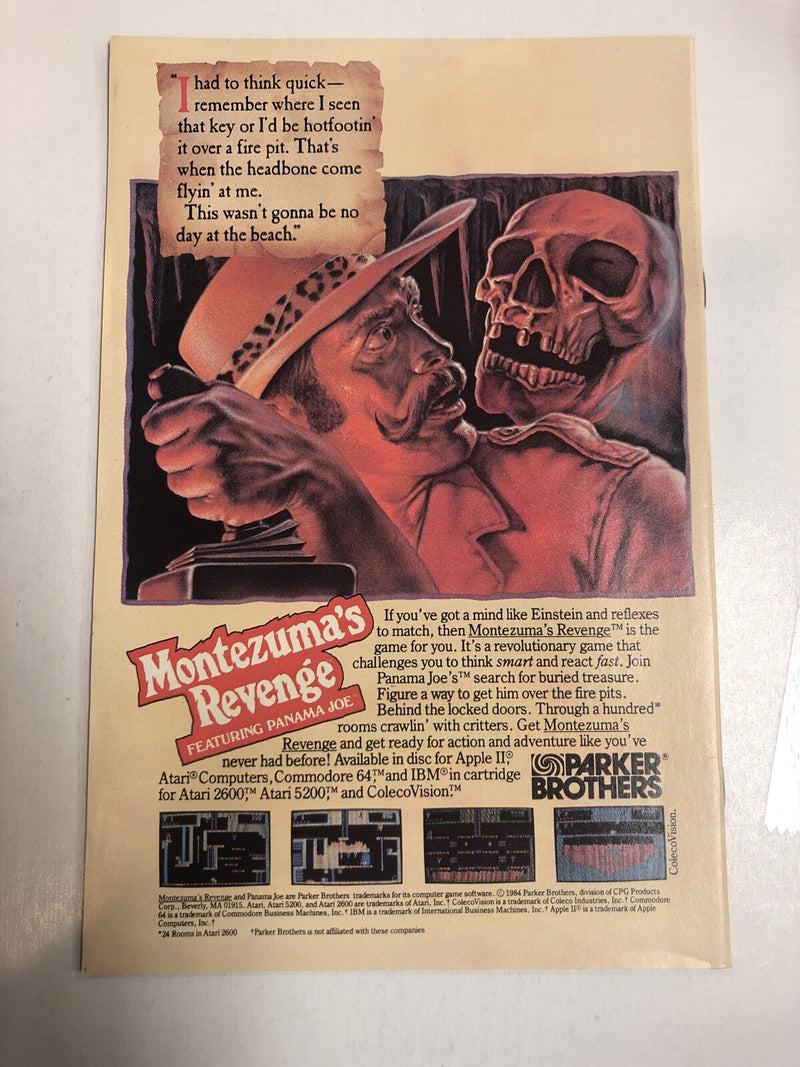 "I had to think quick—
remember where I seen
that key or I'd be hotfootin'
it over a fire pit. That's
when the headbone come
flyin' at me.
This wasn't gonna be no
day at the beach."
Montezuma's
Revenge
FEATURING PANAMA JOE™
If you've got a mind like Einstein and reflexes
to match, then Montezuma's Revenge™ is the
game for you. It's a revolutionary game that
challenges you to think smart and react fast. Join
Panama Joe's™ search for buried treasure.
Figure a way to get him over the fire pits.
Behind the locked doors. Through a hundred*
rooms crawlin' with critters. Get Montezuma's
Revenge and get ready for action and adventure like you've
never had before! Available in disc for Apple II,®
Atari® Computers, Commodore 64,™ and IBM® in cartridge
for Atari 2600,™ Atari 5200,™ and ColecoVision.™
PARKER®
BROTHERS
ColecoVision.
Montezuma's Revenge and Panama Joe are Parker Brothers trademarks for its computer game software. © 1984 Parker Brothers, division of CPG Products
Corp., Beverly, MA 01915. Atari, Atari 5200, and Atari 2600 are trademarks of Atari, Inc.† ColecoVision is a trademark of Coleco Industries, Inc.† Commodore
64 is a trademark of Commodore Business Machines, Inc.† IBM is a trademark of International Business Machines, Inc.† Apple II® is a trademark of Apple
Computers, Inc.†
*24 Rooms in Atari 2600 †Parker Brothers is not affiliated with these companies